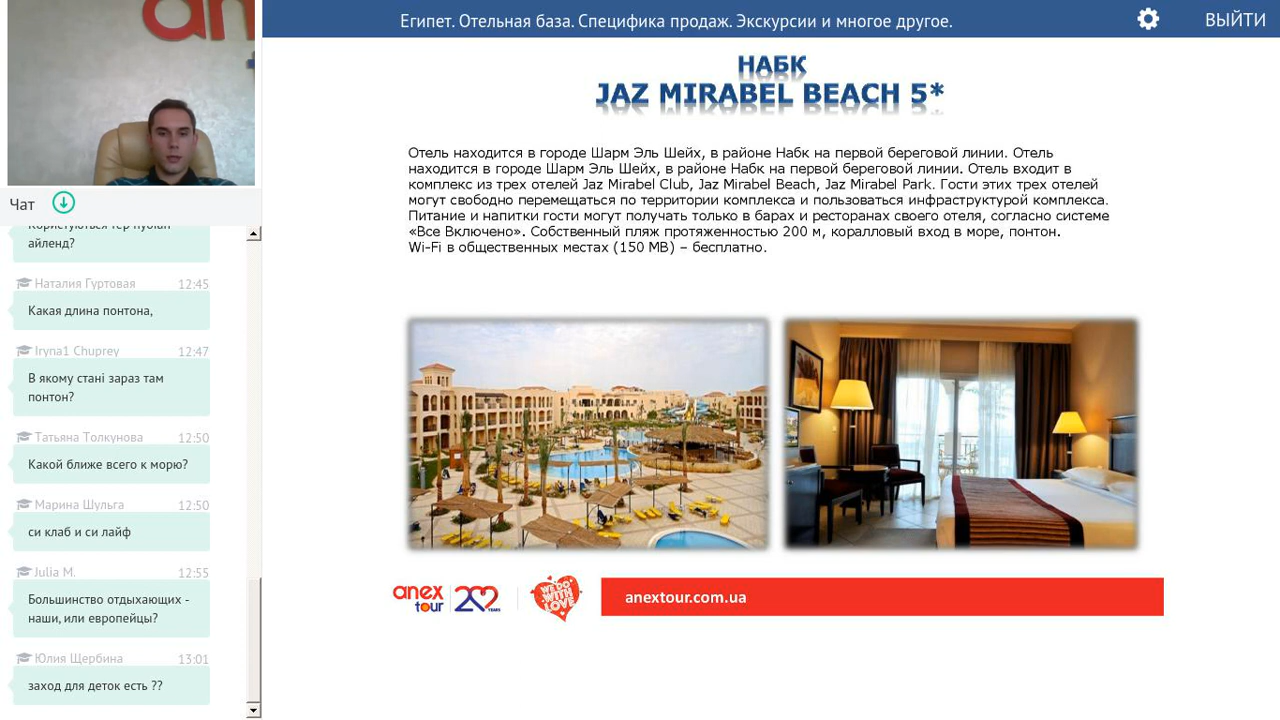 an
Египет. Отельная база. Специфика продаж. Экскурсии и многое другое.
ВЫЙТИ
Чат
айленд?
Наталия Гуртовая 12:45
Какая длина понтона,
Iryna1 Chuprey 12:47
В якому стані зараз там
понтон?
Татьяна Толкунова 12:50
Какой ближе всего к морю?
Марина Шульга 12:50
си клаб и си лайф
Julia M. 12:55
Большинство отдыхающих -
наши, или европейцы?
Юлия Щербина 13:01
заход для деток есть ??
НАБК
JAZ MIRABEL BEACH 5*
Отель находится в городе Шарм Эль Шейх, в районе Набк на первой береговой линии. Отель
находится в городе Шарм Эль Шейх, в районе Набк на первой береговой линии. Отель входит в
комплекс из трех отелей Jaz Mirabel Club, Jaz Mirabel Beach, Jaz Mirabel Park. Гости этих трех отелей
могут свободно перемещаться по территории комплекса и пользоваться инфраструктурой комплекса.
Питание и напитки гости могут получать только в барах и ресторанах своего отеля, согласно системе
«Все Включено». Собственный пляж протяженностью 200 м, коралловый вход в море, понтон.
Wi-Fi в общественных местах (150 MB) – бесплатно.
anex
tour
20
YEARS
WE DO
WITH
LOVE
anextour.com.ua